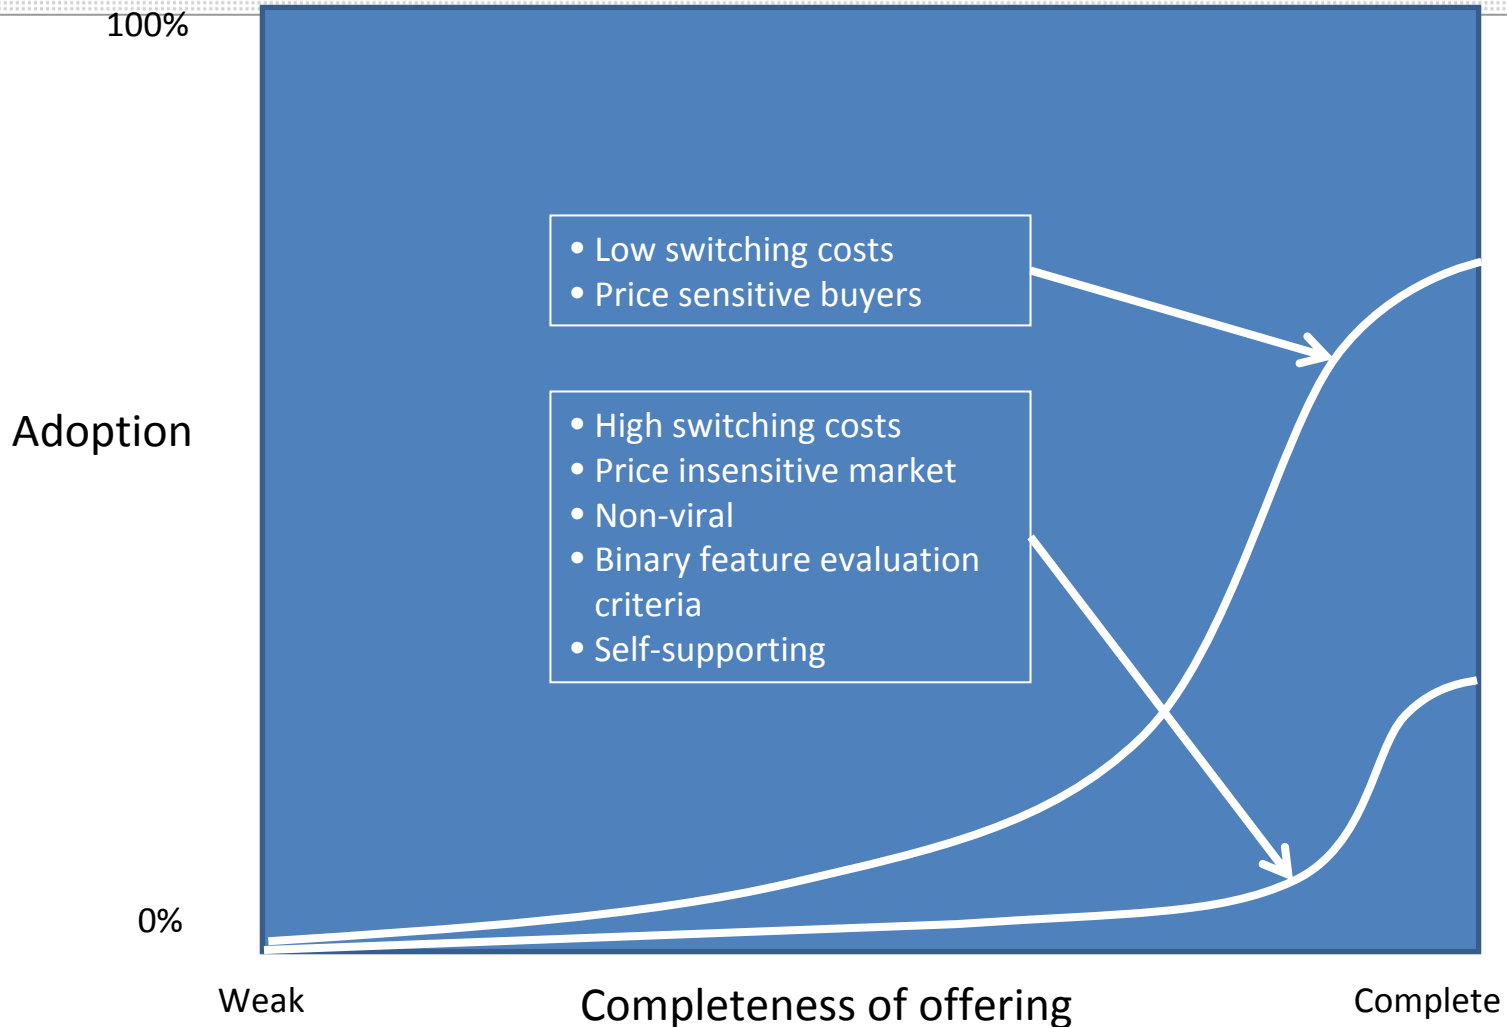 100%
• Low switching costs
• Price sensitive buyers
Adoption
• High switching costs
• Price insensitive market
• Non-viral
• Binary feature evaluation
criteria
• Self-supporting
0%
Weak
Completeness of offering
Complete